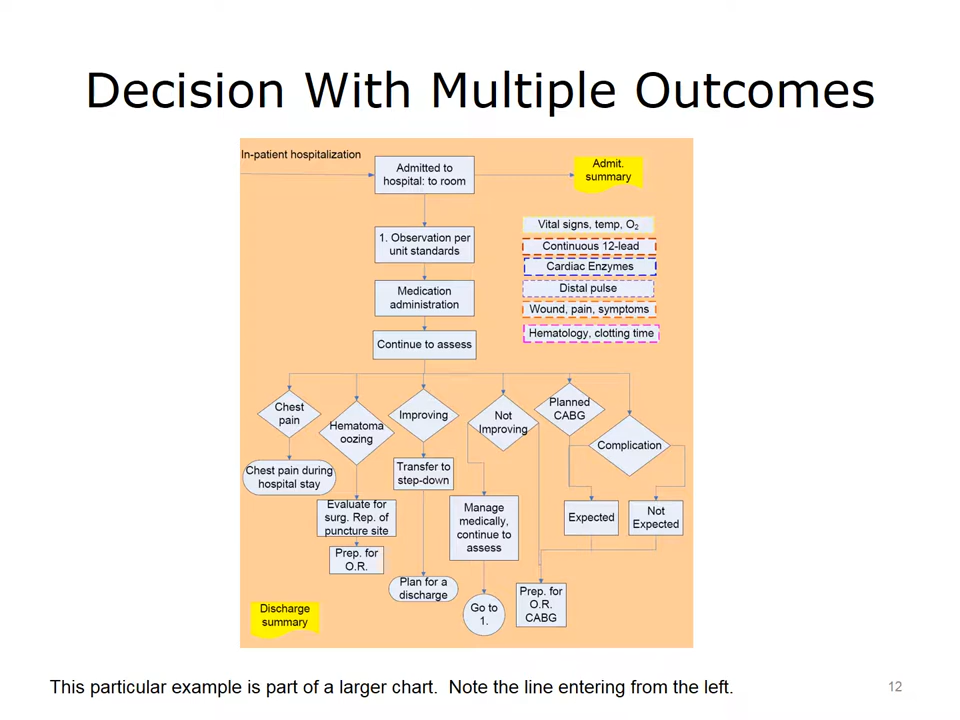 Decision With Multiple Outcomes
In-patient hospitalization
Admitted to
hospital: to room
Admit.
summary
1. Observation per
unit standards
Medication
administration
Continue to assess
Vital signs, temp, O2
Continuous 12-lead
Cardiac Enzymes
Distal pulse
Wound, pain, symptoms
Hematology, clotting time
Chest
pain
Hematoma
oozing
Improving
Not
Improving
Planned
CABG
Complication
Chest pain during
hospital stay
Transfer to
step-down
Evaluate for
surg. Rep. of
puncture site
Manage
medically,
continue to
assess
Expected
Not
Expected
Prep. for
O.R.
Plan for a
discharge
Go to
1.
Prep. for
O.R.
CABG
Discharge
summary
This particular example is part of a larger chart.  Note the line entering from the left.
12